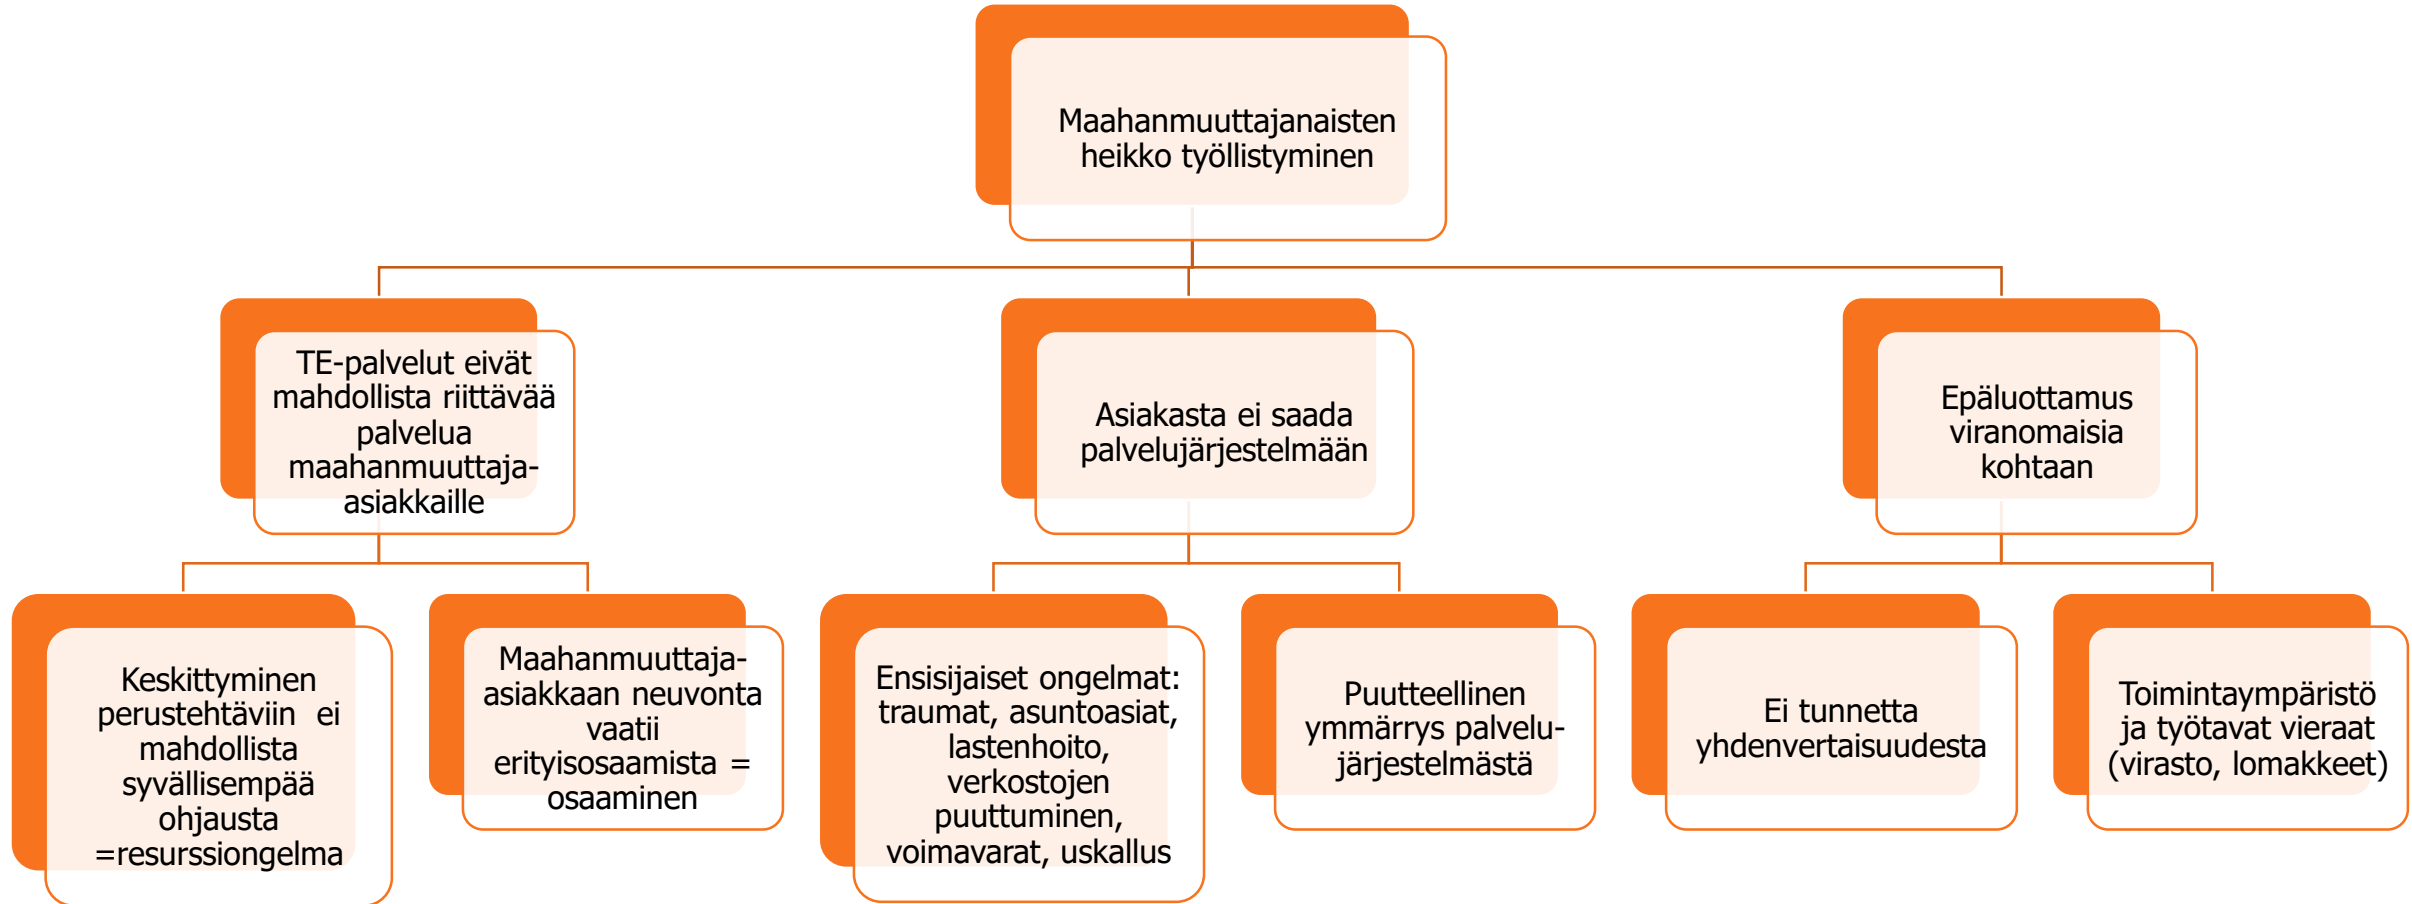 Maahanmuuttajanaisten
heikko työllistyminen
TE-palvelut eivät
mahdollista riittävää
palvelua
maahanmuuttaja-
asiakkaille
Asiakasta ei saada
palvelujärjestelmään
Epäluottamus
viranomaisia
kohtaan
Keskittyminen
perustehtäviin  ei
mahdollista
syvällisempää
ohjausta
=resurssiongelma
Maahanmuuttaja-
asiakkaan neuvonta
vaatii
erityisosaamista =
osaaminen
Ensisijaiset ongelmat:
traumat, asuntoasiat,
lastenhoito,
verkostojen
puuttuminen,
voimavarat, uskallus
Puutteellinen
ymmärrys palvelu-
järjestelmästä
Ei tunnetta
yhdenvertaisuudesta
Toimintaympäristö
ja työtavat vieraat
(virasto, lomakkeet)